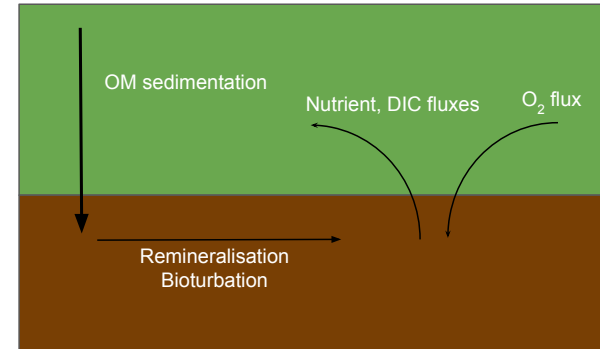 OM sedimentation
Nutrient, DIC fluxes
O₂ flux
Remineralisation
Bioturbation